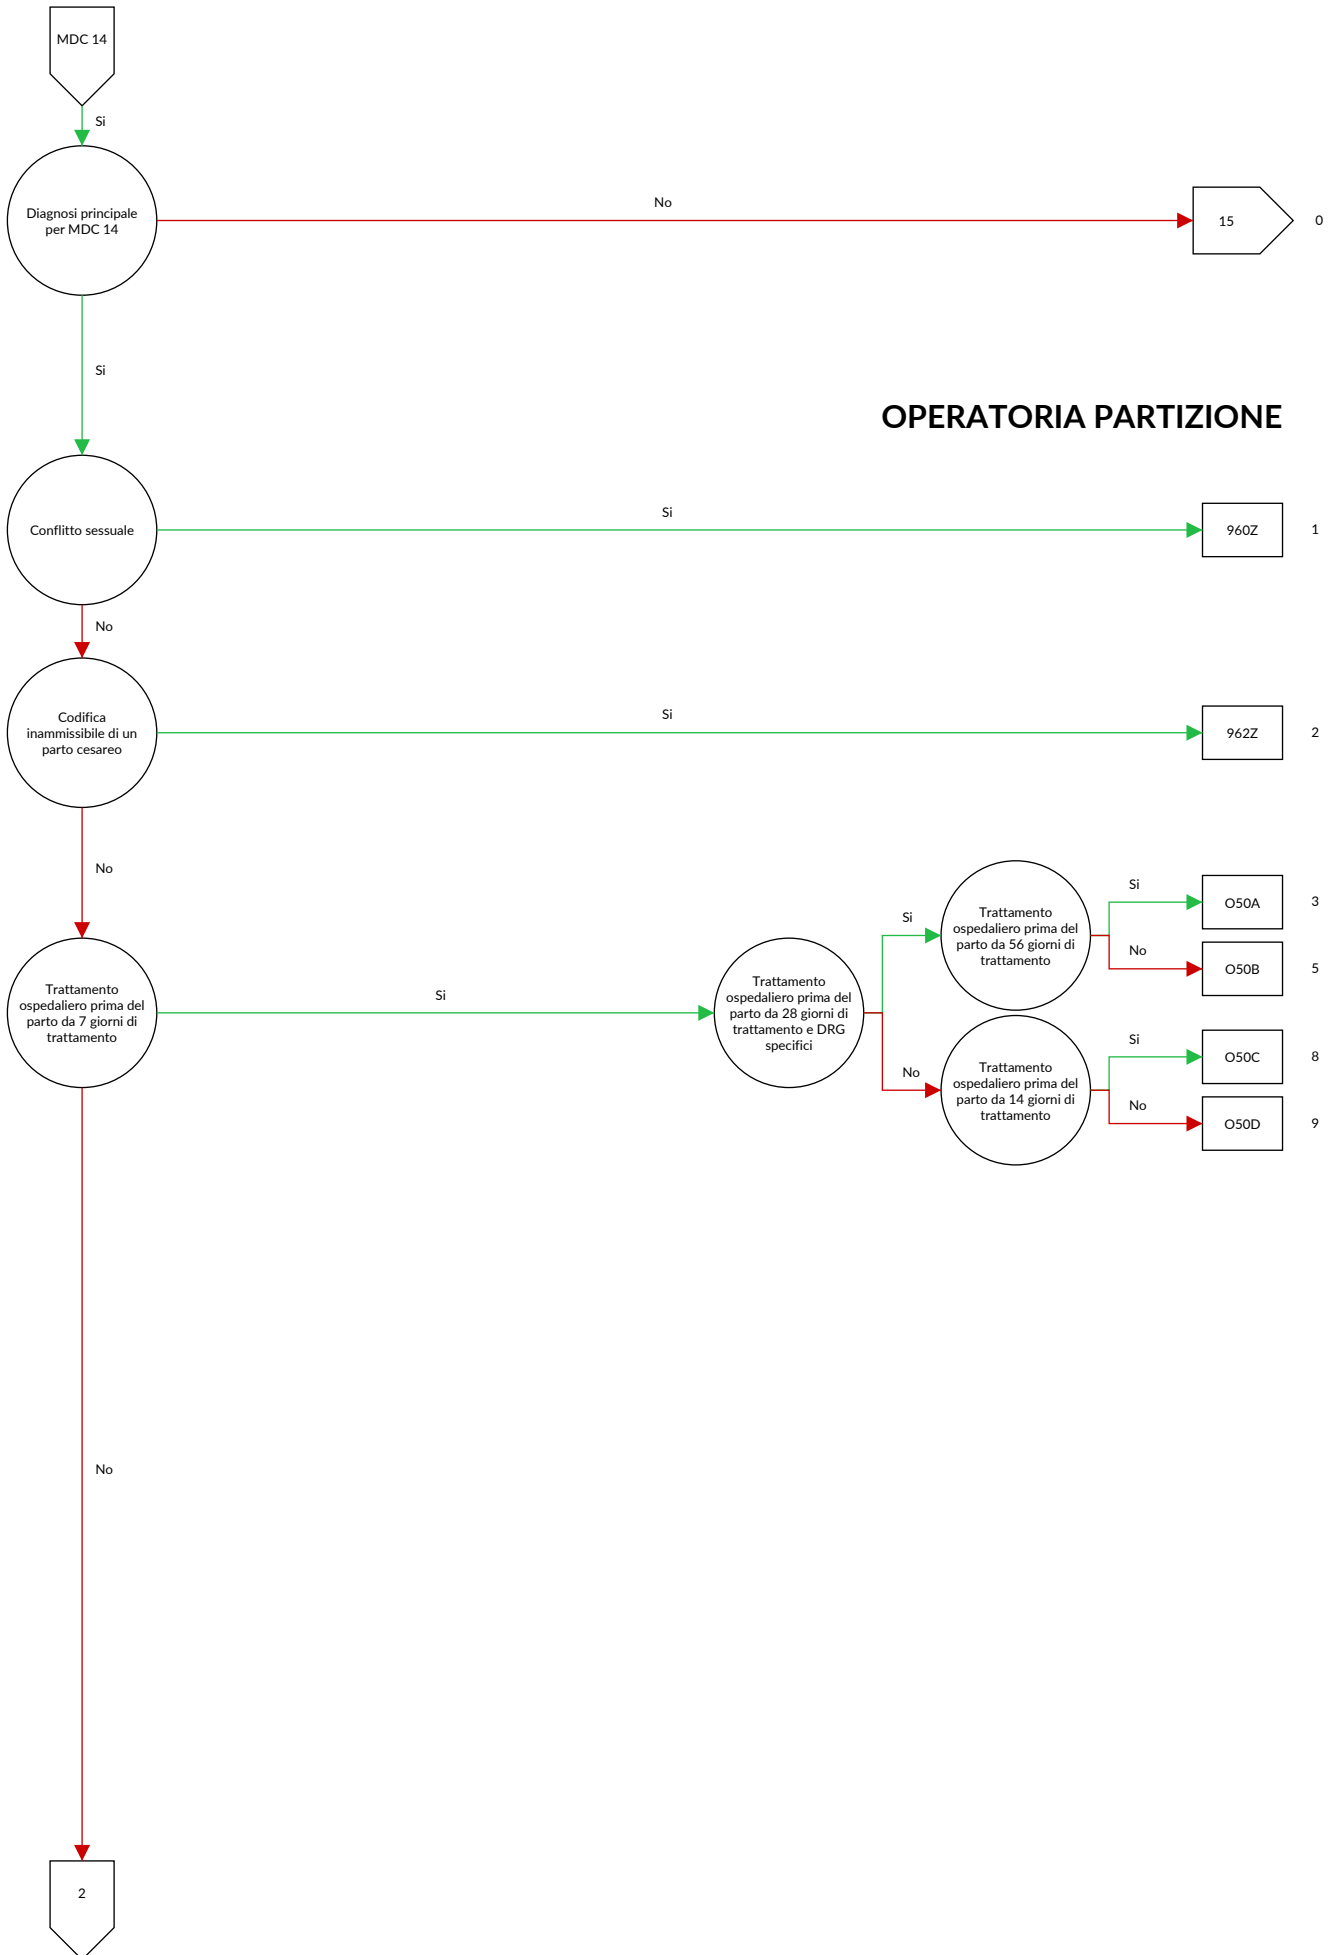 MDC 14
Si
Diagnosi principale
per MDC 14
No
15
0
Si
OPERATORIA PARTIZIONE
Conflitto sessuale
Si
960Z
1
No
Codifica
inammissibile di un
parto cesareo
Si
962Z
2
No
Trattamento
ospedaliero prima del
parto da 7 giorni di
trattamento
Si
Trattamento
ospedaliero prima del
parto da 28 giorni di
trattamento e DRG
specifici
Si
Trattamento
ospedaliero prima del
parto da 56 giorni di
trattamento
Si
O50A
3
No
O50B
5
No
Trattamento
ospedaliero prima del
parto da 14 giorni di
trattamento
Si
O50C
8
No
O50D
9
No
2